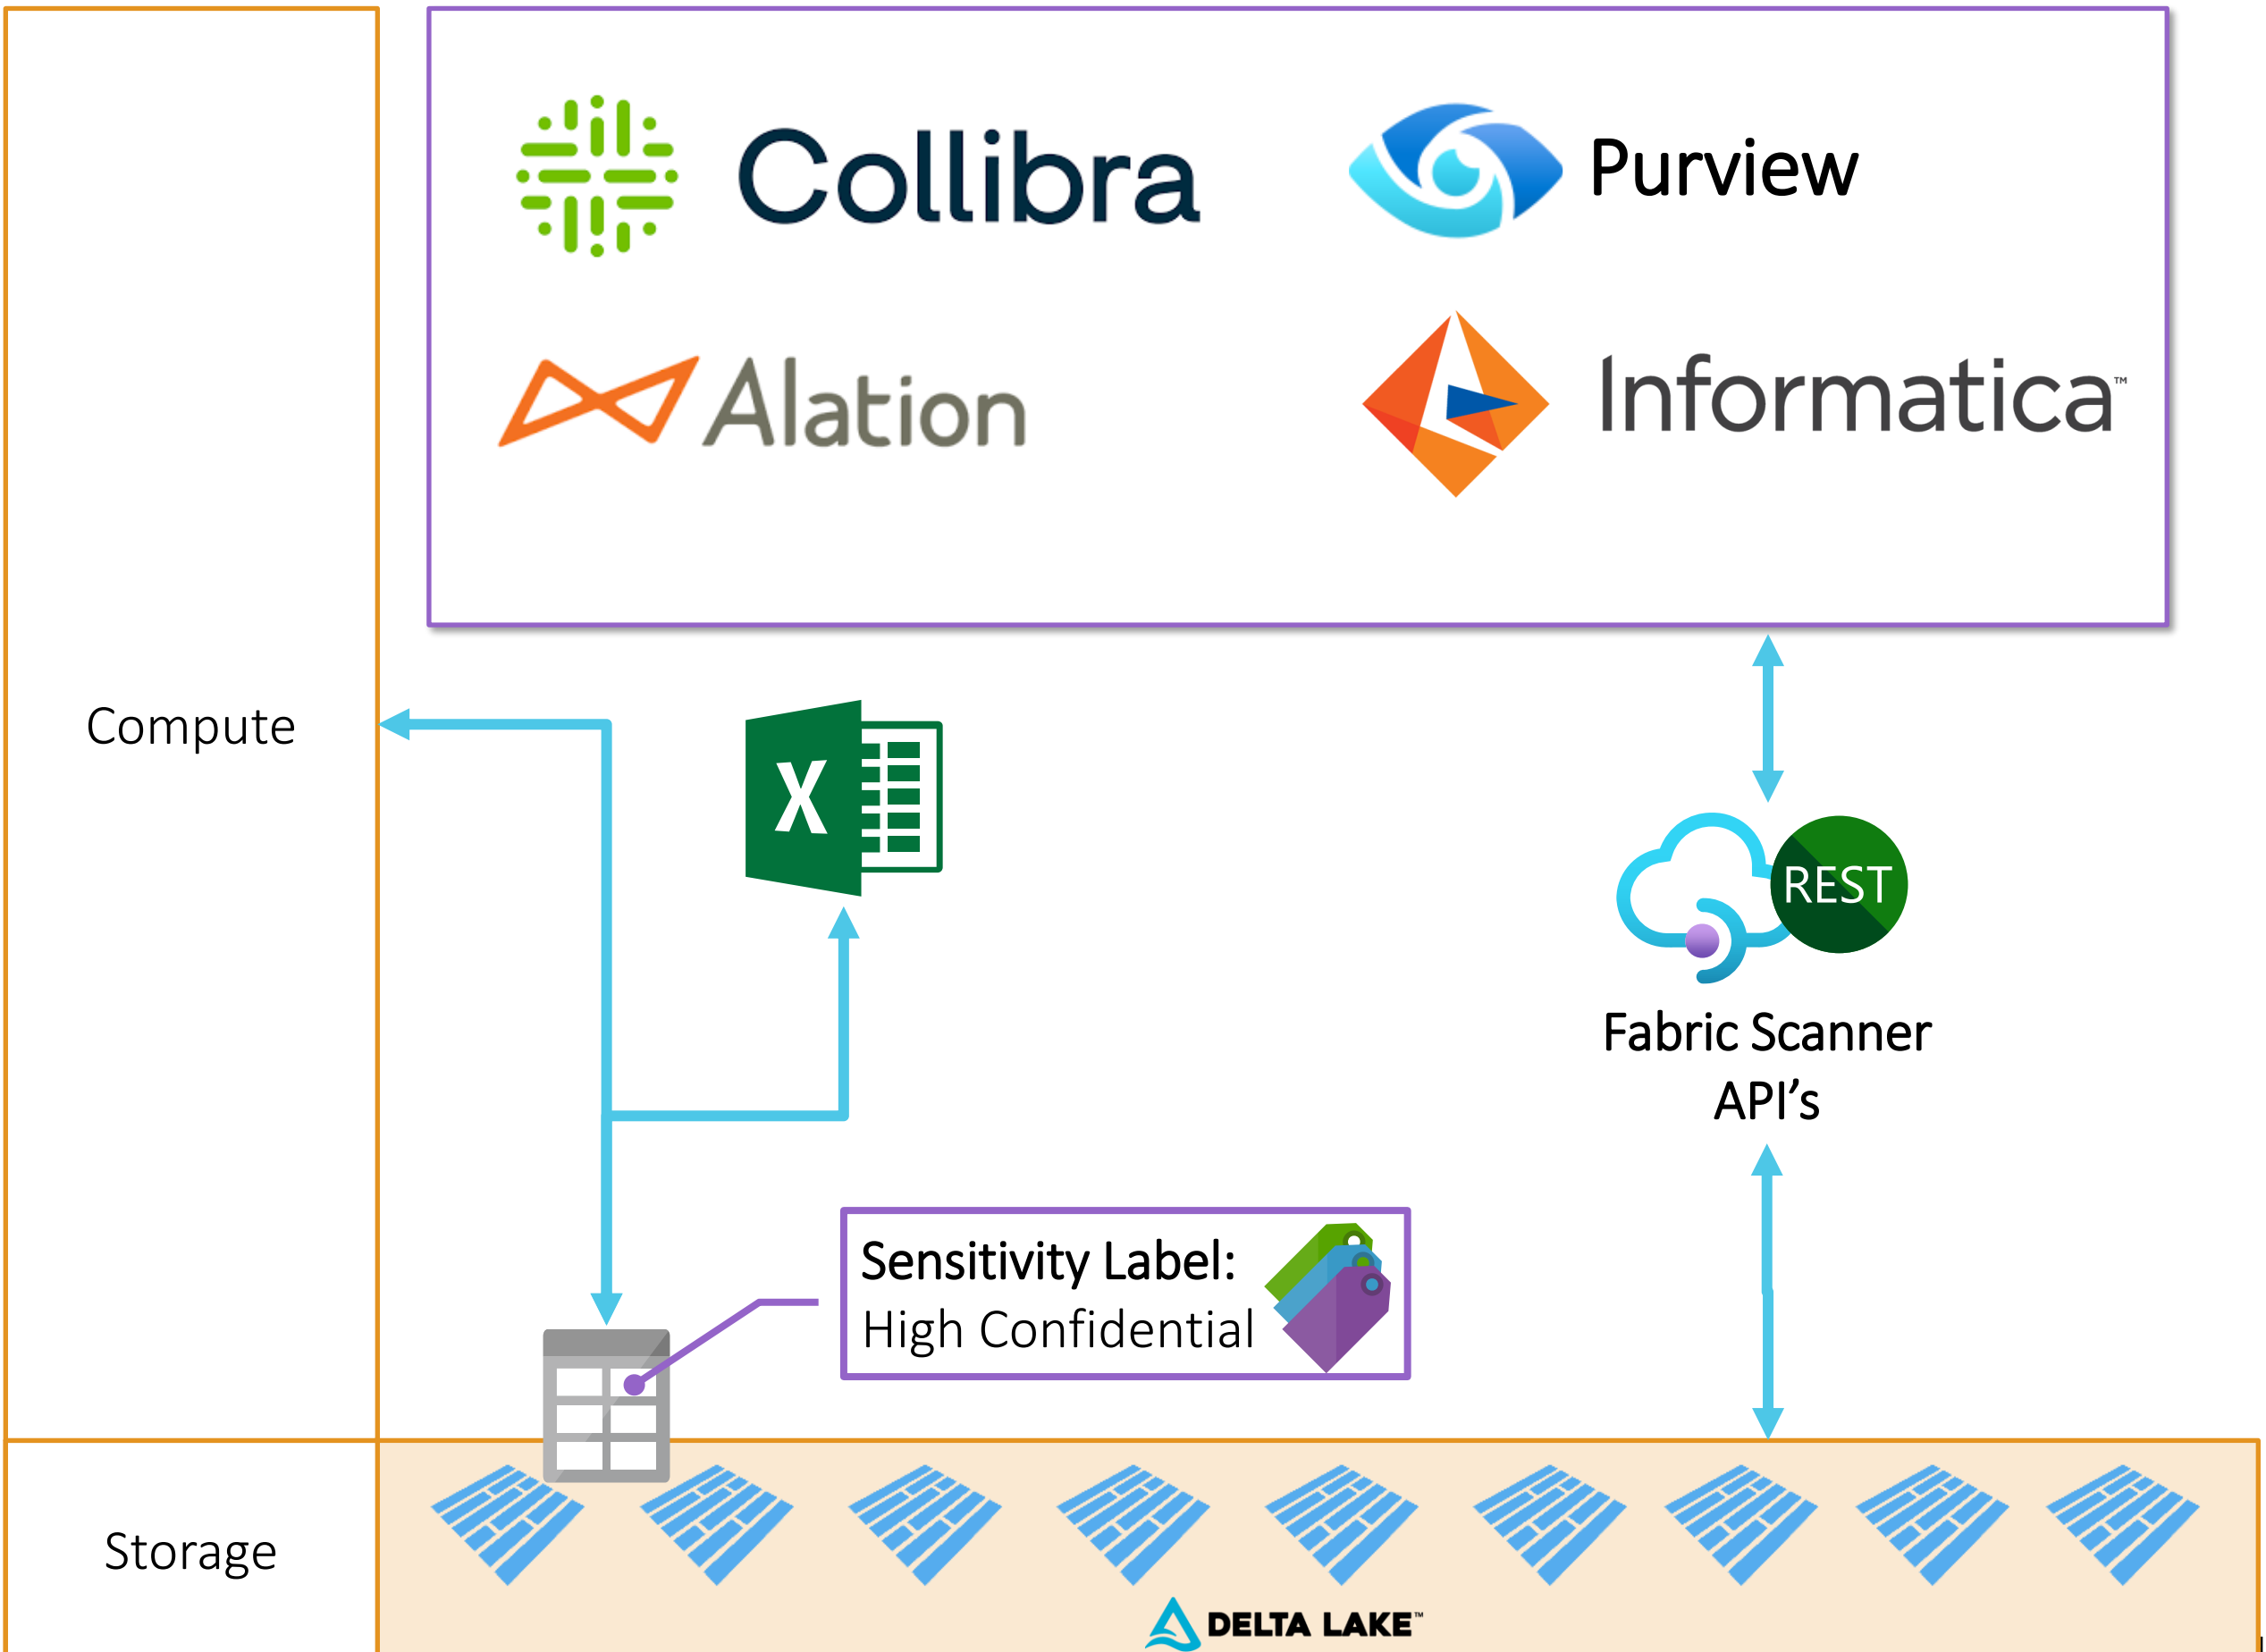 Collibra
Purview
Alation
Informatica™
Compute
X
REST
Fabric Scanner
API's
Sensitivity Label:
High Confidential
Storage
DELTA LAKE™